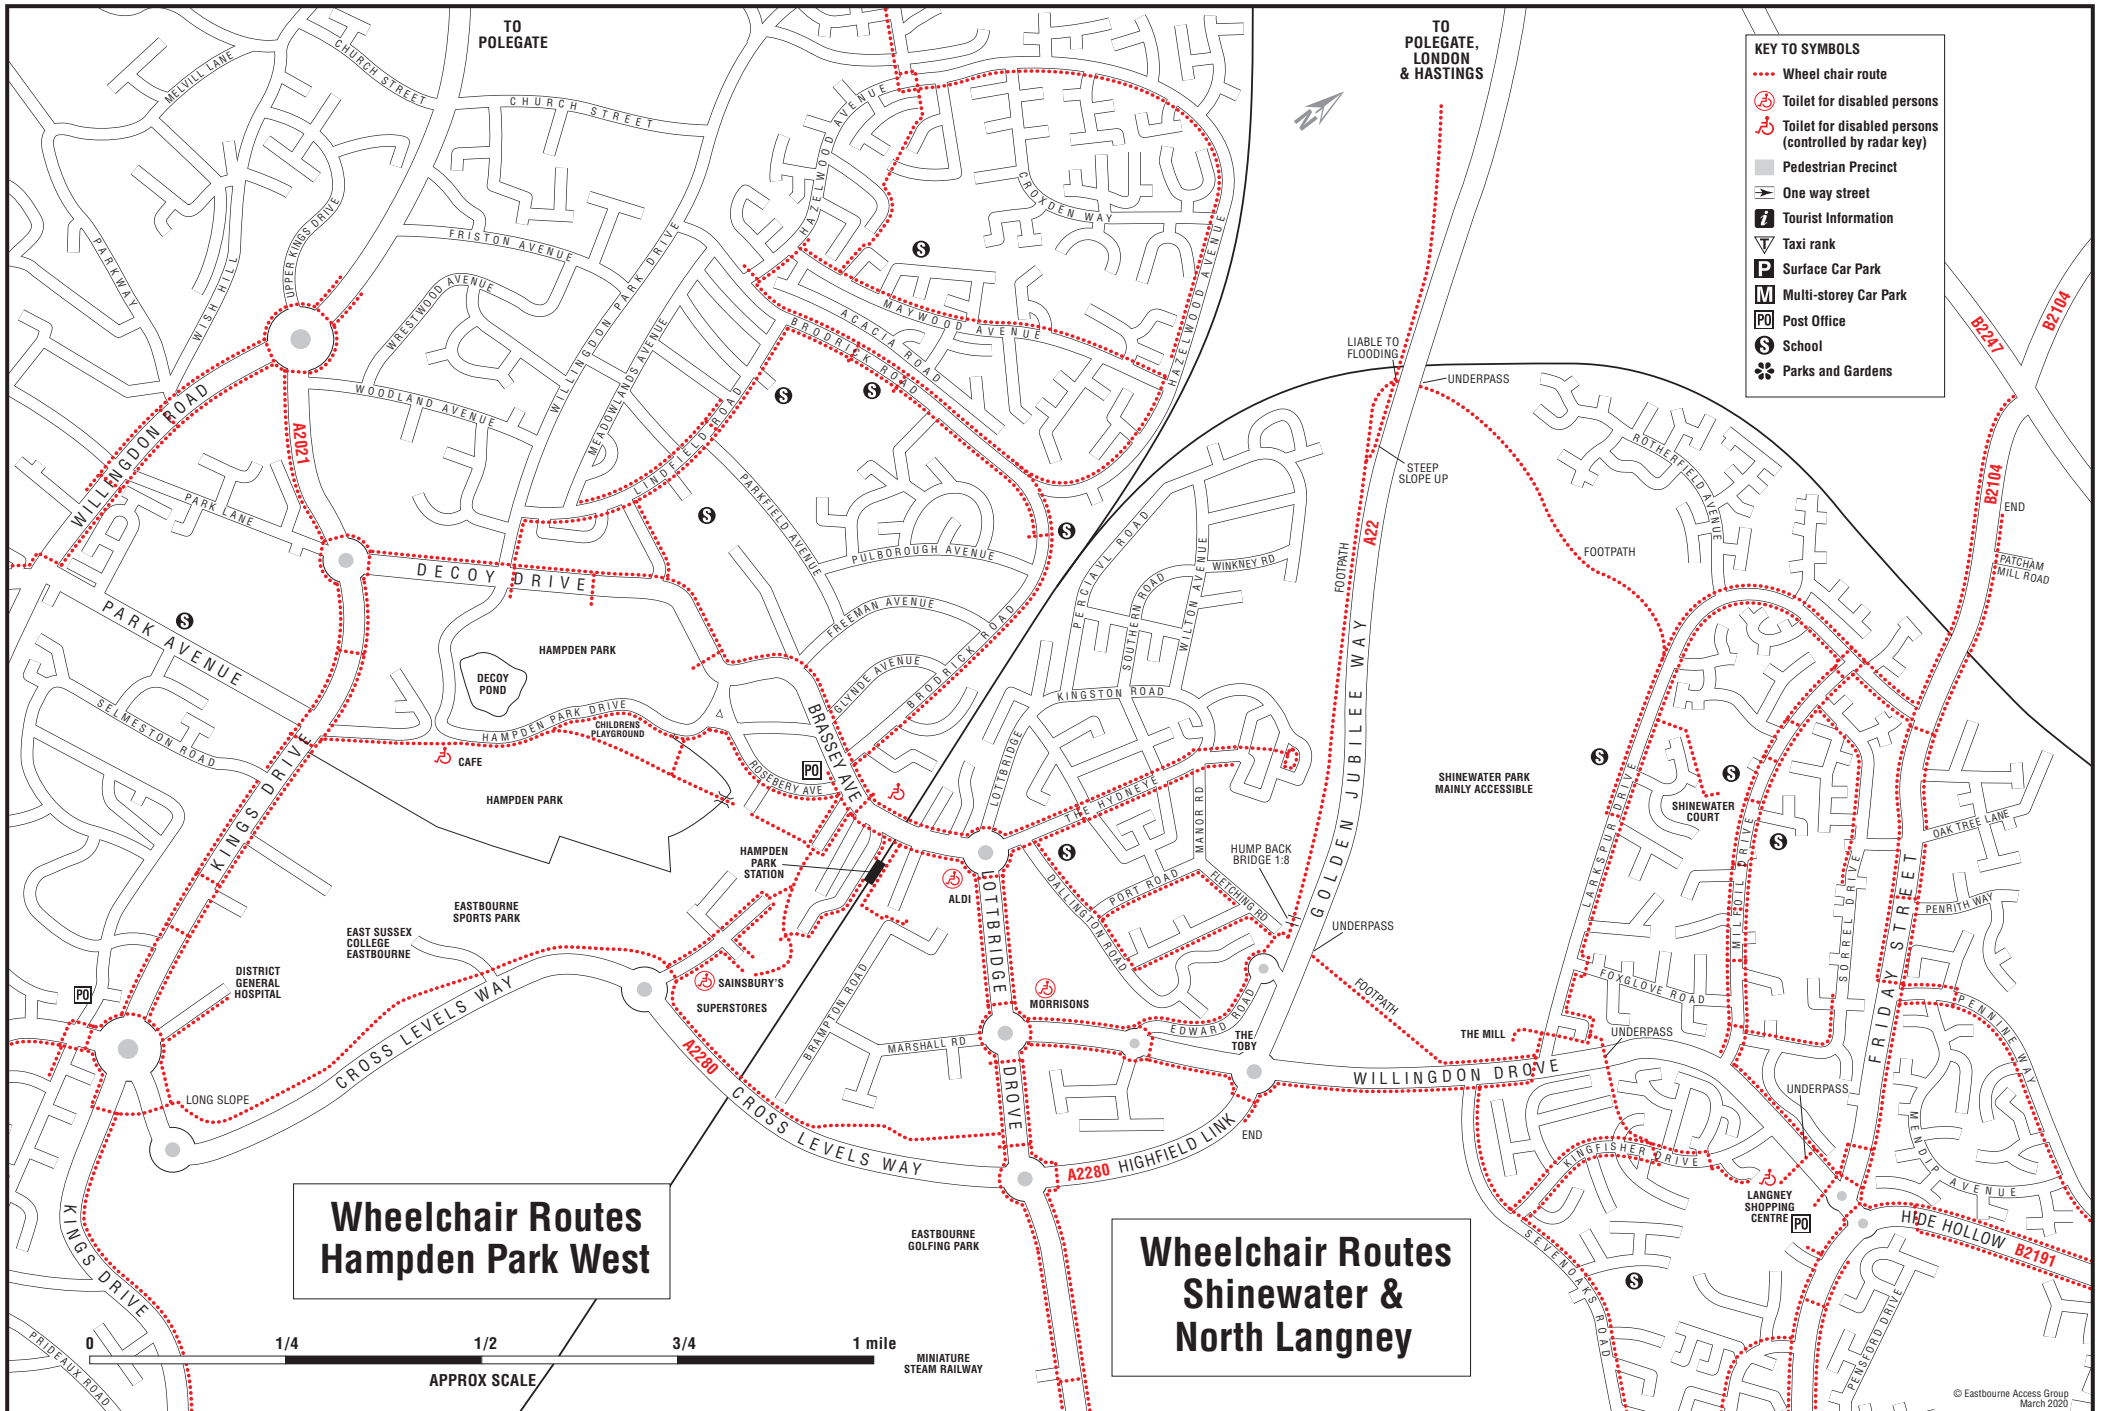 TO
POLEGATE
TO
POLEGATE,
LONDON
& HASTINGS
N
KEY TO SYMBOLS
Wheel chair route
Toilet for disabled persons
Toilet for disabled persons
(controlled by radar key)
Pedestrian Precinct
One way street
i Tourist Information
T Taxi rank
P Surface Car Park
M Multi-storey Car Park
PO Post Office
S School
Parks and Gardens
MELVILL LANE
CHURCH STREET
CHURCH STREET
HAZELWOOD AVENUE
CROXDEN WAY
PARKWAY
WISH HILL
UPPER KINGS DRIVE
FRISTON AVENUE
WRESTWOOD AVENUE
WILLINGDON PARK DRIVE
MEADOWLANDS AVENUE
S
MAYWOOD AVENUE
ACACIA ROAD
BRODRICK ROAD
HAZELWOOD AVENUE
B2247
B2104
LIABLE TO
FLOODING
UNDERPASS
WOODLAND AVENUE
WILLINGDON ROAD
A2021
LINDFIELD ROAD
S
S
ROTHERFIELD AVENUE
STEEP
SLOPE UP
B2104
END
PARK LANE
PARKFIELD AVENUE
S
S
PULBOROUGH AVENUE
PERCIAVL ROAD
WINKNEY RD
A22
FOOTPATH
FOOTPATH
PATCHAM
MILL ROAD
DECOY DRIVE
SOUTHERN ROAD
WILTON AVENUE
PARK AVENUE
S
FREEMAN AVENUE
BRODRICK ROAD
HAMPDEN PARK
DECOY
POND
GLYNDE AVENUE
KINGSTON ROAD
SELMESTON ROAD
HAMPDEN PARK DRIVE
CHILDRENS
PLAYGROUND
BRASSEY AVE
CAFE
PO
ROSEBERY AVE
LOTTBRIDGE
THE HYDNEYE
MANOR RD
GOLDEN JUBILEE WAY
SHINEWATER PARK
MAINLY ACCESSIBLE
S
S
SHINEWATER
COURT
S
LARKSPUR DRIVE
MILFOIL DRIVE
SORREL DRIVE
OAK TREE LANE
HAMPDEN PARK
KINGS DRIVE
HAMPDEN
PARK
STATION
S
HUMP BACK
BRIDGE 1:8
ALDI
LOTTBRIDGE
DALLINGTON ROAD
PORT ROAD
FLETCHING RD
PENRITH WAY
FRIDAY STREET
EASTBOURNE
SPORTS PARK
EAST SUSSEX
COLLEGE
EASTBOURNE
UNDERPASS
DISTRICT
GENERAL
HOSPITAL
PO
SAINSBURY'S
SUPERSTORES
MORRISONS
BRAMPTON ROAD
FOOTPATH
FOXGLOVE ROAD
PENNINE WAY
CROSS LEVELS WAY
A2280
MARSHALL RD
EDWARD ROAD
THE
TOBY
THE MILL
UNDERPASS
WILLINGDON DROVE
LONG SLOPE
CROSS LEVELS WAY
DROVE
UNDERPASS
MENDIP AVENUE
END
A2280 HIGHFIELD LINK
KINGFISHER DRIVE
LANGNEY
SHOPPING
CENTRE
PO
HIDE HOLLOW
B2191
KINGS DRIVE
Wheelchair Routes
Hampden Park West
EASTBOURNE
GOLFING PARK
Wheelchair Routes
Shinewater &
North Langney
SEVENOAKS ROAD
S
PENSFORD DRIVE
PRIDEAUX ROAD
0 1/4 1/2 3/4 1 mile
APPROX SCALE
MINIATURE
STEAM RAILWAY
© Eastbourne Access Group
March 2020